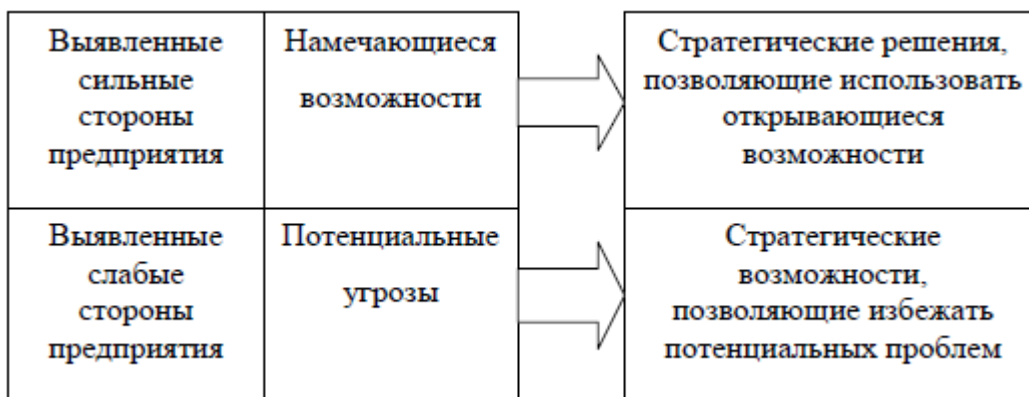 Выявленные
сильные
стороны
предприятия
Намечающиеся
возможности
Стратегические решения,
позволяющие использовать
открывающиеся
возможности
Выявленные
слабые
стороны
предприятия
Потенциальные
угрозы
Стратегические
возможности,
позволяющие избежать
потенциальных проблем